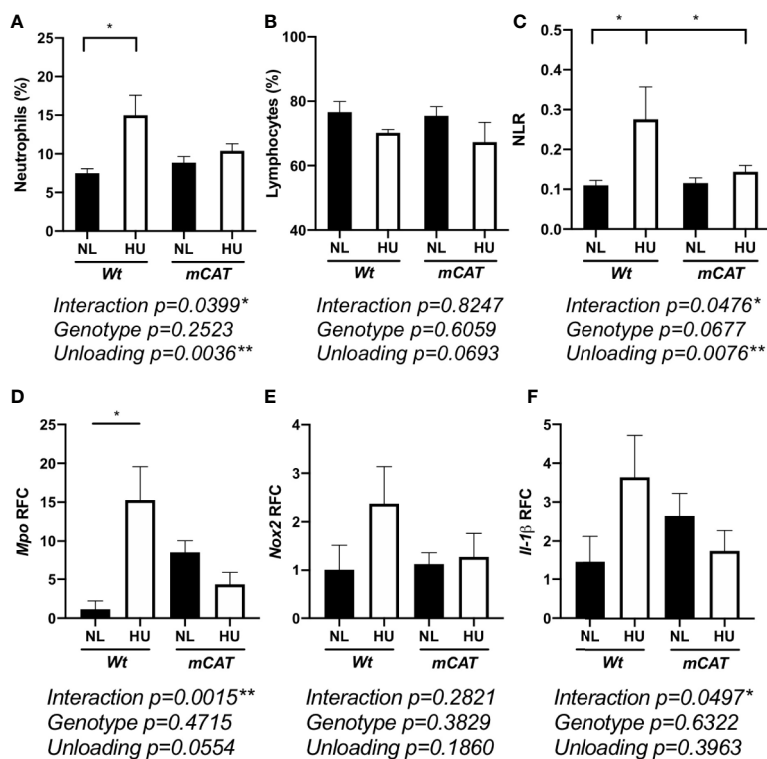 A
*
Neutrophils (%)
25
20
15
10
5
0
NL HU NL HU
Wt mCAT
Interaction p=0.0399*
Genotype p=0.2523
Unloading p=0.0036**
B
Lymphocytes (%)
100
80
60
40
NL HU NL HU
Wt mCAT
Interaction p=0.8247
Genotype p=0.6059
Unloading p=0.0693
C
* *
NLR
0.5
0.4
0.3
0.2
0.1
0.0
NL HU NL HU
Wt mCAT
Interaction p=0.0476*
Genotype p=0.0677
Unloading p=0.0076**
D
*
Mpo RFC
25
20
15
10
5
0
NL HU NL HU
Wt mCAT
Interaction p=0.0015**
Genotype p=0.4715
Unloading p=0.0554
E
Nox2 RFC
4
3
2
1
0
NL HU NL HU
Wt mCAT
Interaction p=0.2821
Genotype p=0.3829
Unloading p=0.1860
F
Il-1β RFC
5
4
3
2
1
0
NL HU NL HU
Wt mCAT
Interaction p=0.0497*
Genotype p=0.6322
Unloading p=0.3963